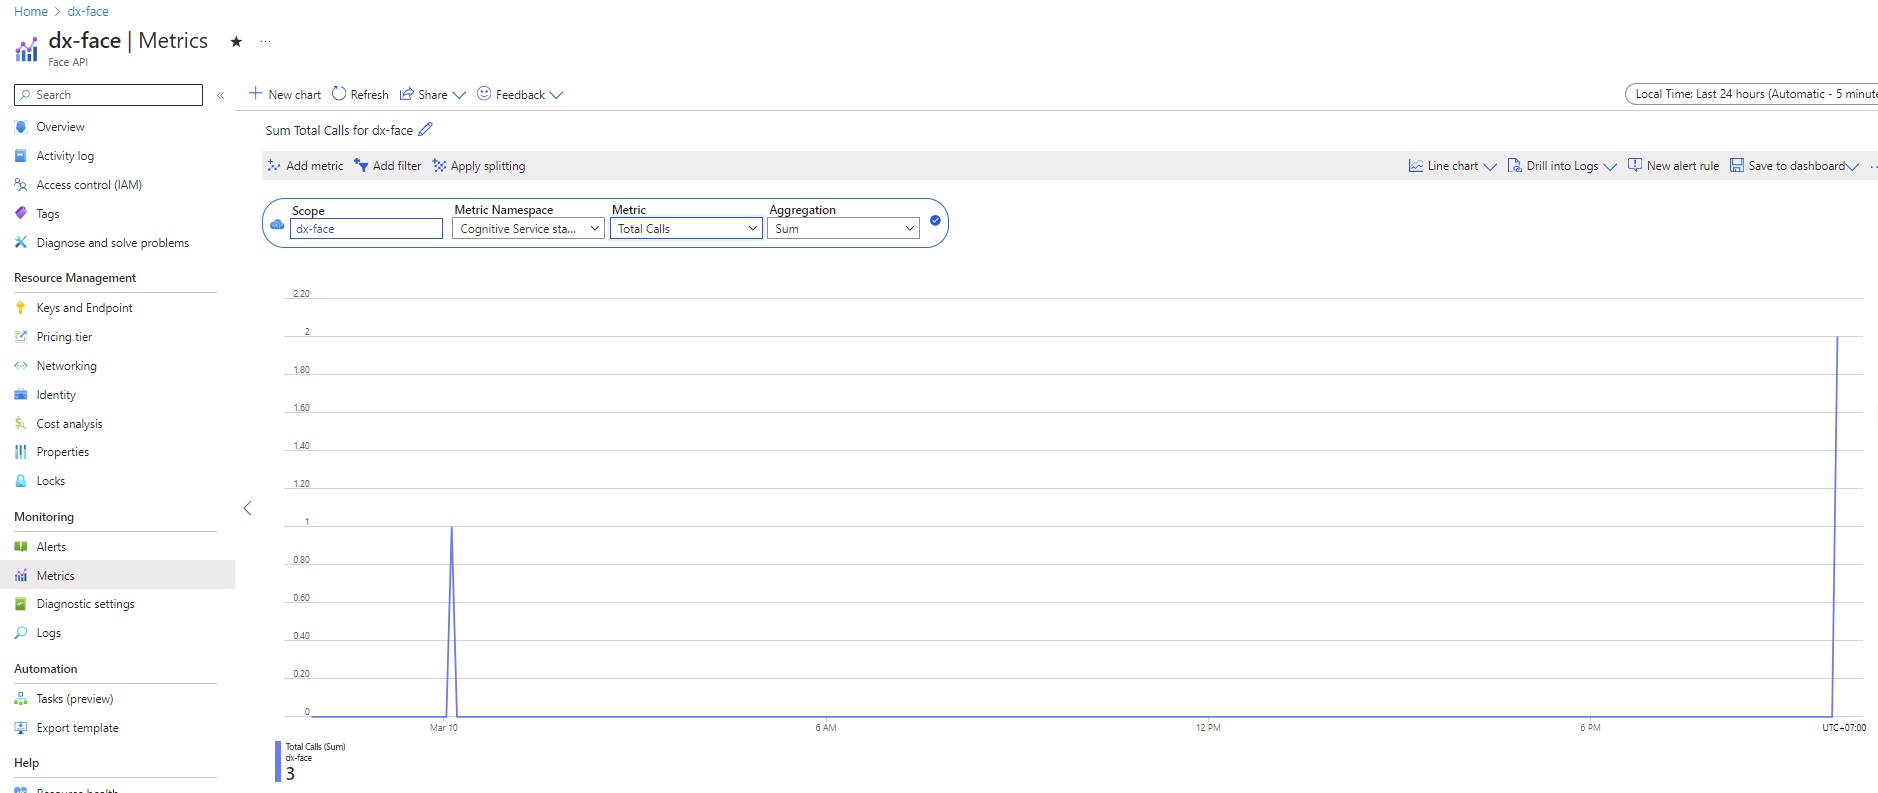 Home > dx-face
dx-face | Metrics ★ ...
Face API
Search «
Overview
Activity log
Access control (IAM)
Tags
Diagnose and solve problems
Resource Management
Keys and Endpoint
Pricing tier
Networking
Identity
Cost analysis
Properties
Locks
Monitoring
Alerts
Metrics
Diagnostic settings
Logs
Automation
Tasks (preview)
Export template
Help
Resource health
New chart Refresh Share Feedback
Local Time: Last 24 hours (Automatic - 5 minute
Sum Total Calls for dx-face
Add metric Add filter Apply splitting Line chart Drill into Logs New alert rule Save to dashboard ..
Scope Metric Namespace Metric Aggregation
dx-face Cognitive Service sta... Total Calls Sum
2.20
2
1.80
1.60
1.40
1.20
1
0.80
0.60
0.40
0.20
0
Mar 10 6 AM 12 PM 6 PM UTC+07:00
Total Calls (Sum)
dx-face
3